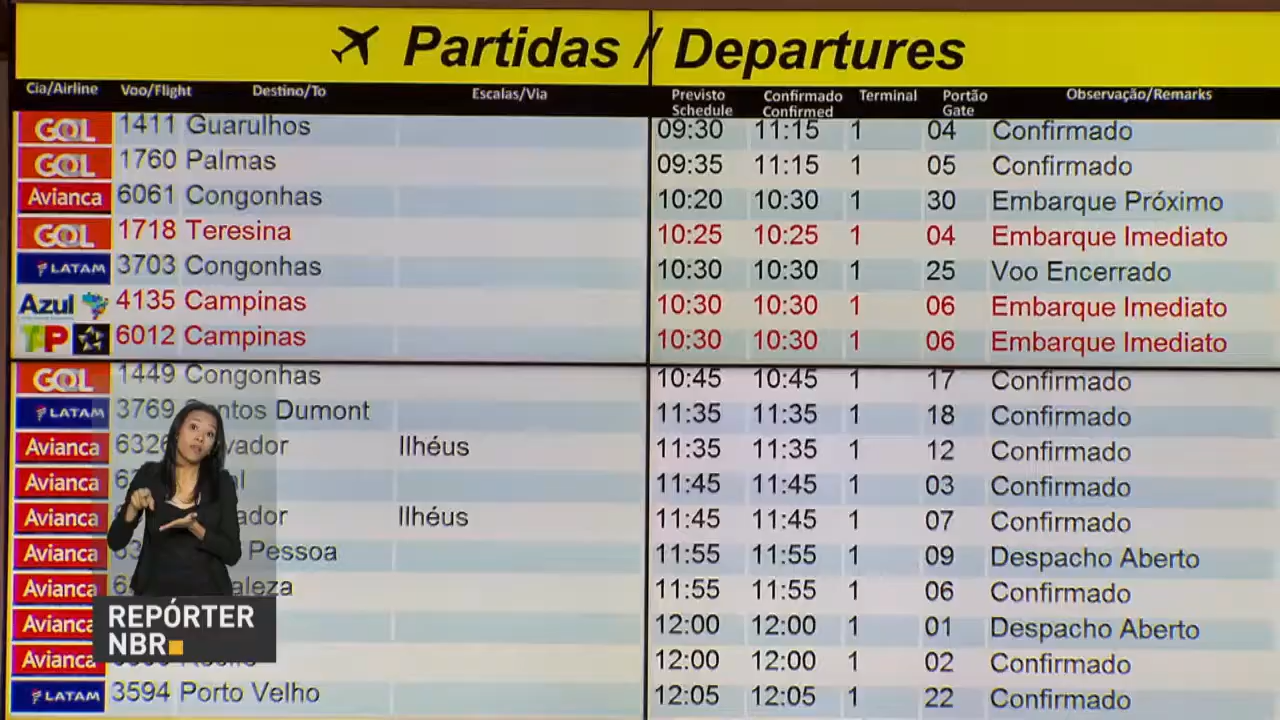 Partidas / Departures
Cia/Airline Voo/Flight Destino/To Escalas/Via Previsto Schedule Confirmado Confirmed Terminal Portão Gate Observação/Remarks
GOL 1411 Guarulhos 09:30 11:15 1 04 Confirmado
GOL 1760 Palmas 09:35 11:15 1 05 Confirmado
Avianca 6061 Congonhas 10:20 10:30 1 30 Embarque Próximo
GOL 1718 Teresina 10:25 10:25 1 04 Embarque Imediato
LATAM 3703 Congonhas 10:30 10:30 1 25 Voo Encerrado
Azul 4135 Campinas 10:30 10:30 1 06 Embarque Imediato
TP 6012 Campinas 10:30 10:30 1 06 Embarque Imediato
GOL 1449 Congonhas 10:45 10:45 1 17 Confirmado
LATAM 3769 Dumont 11:35 11:35 1 18 Confirmado
Avianca Ilhéus 11:35 11:35 1 12 Confirmado
Avianca 11:45 11:45 1 03 Confirmado
Avianca Ilhéus 11:45 11:45 1 07 Confirmado
Avianca Pessoa 11:55 11:55 1 09 Despacho Aberto
Avianca 11:55 11:55 1 06 Confirmado
Avianca 12:00 12:00 1 01 Despacho Aberto
Avianca 12:00 12:00 1 02 Confirmado
LATAM 3594 Porto Velho 12:05 12:05 1 22 Confirmado
REPÓRTER
NBR